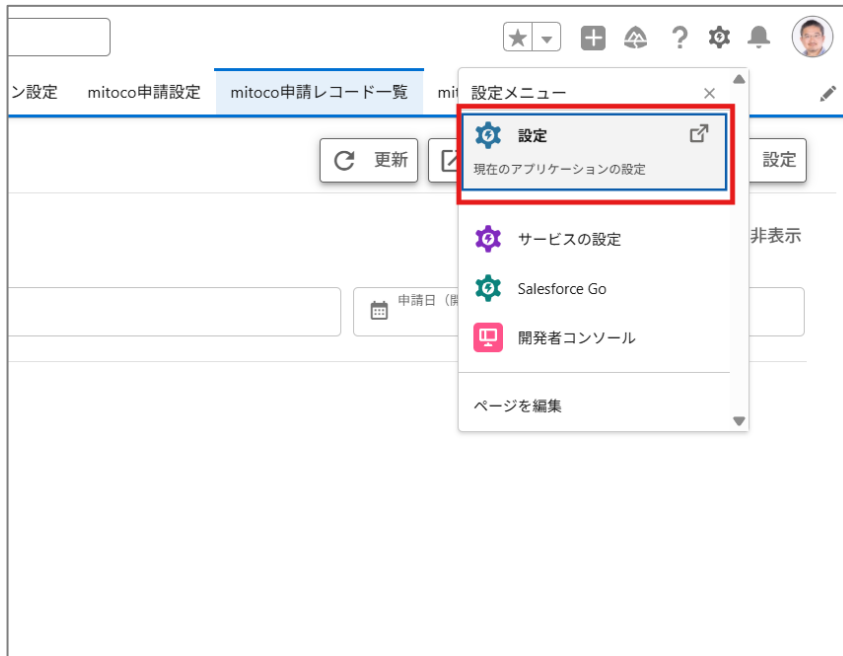 ン設定
mitoco申請設定
mitoco申請レコード一覧
mit
設定メニュー
設定
現在のアプリケーションの設定
更新
設定
サービスの設定
非表示
Salesforce Go
申請日（開
開発者コンソール
ページを編集